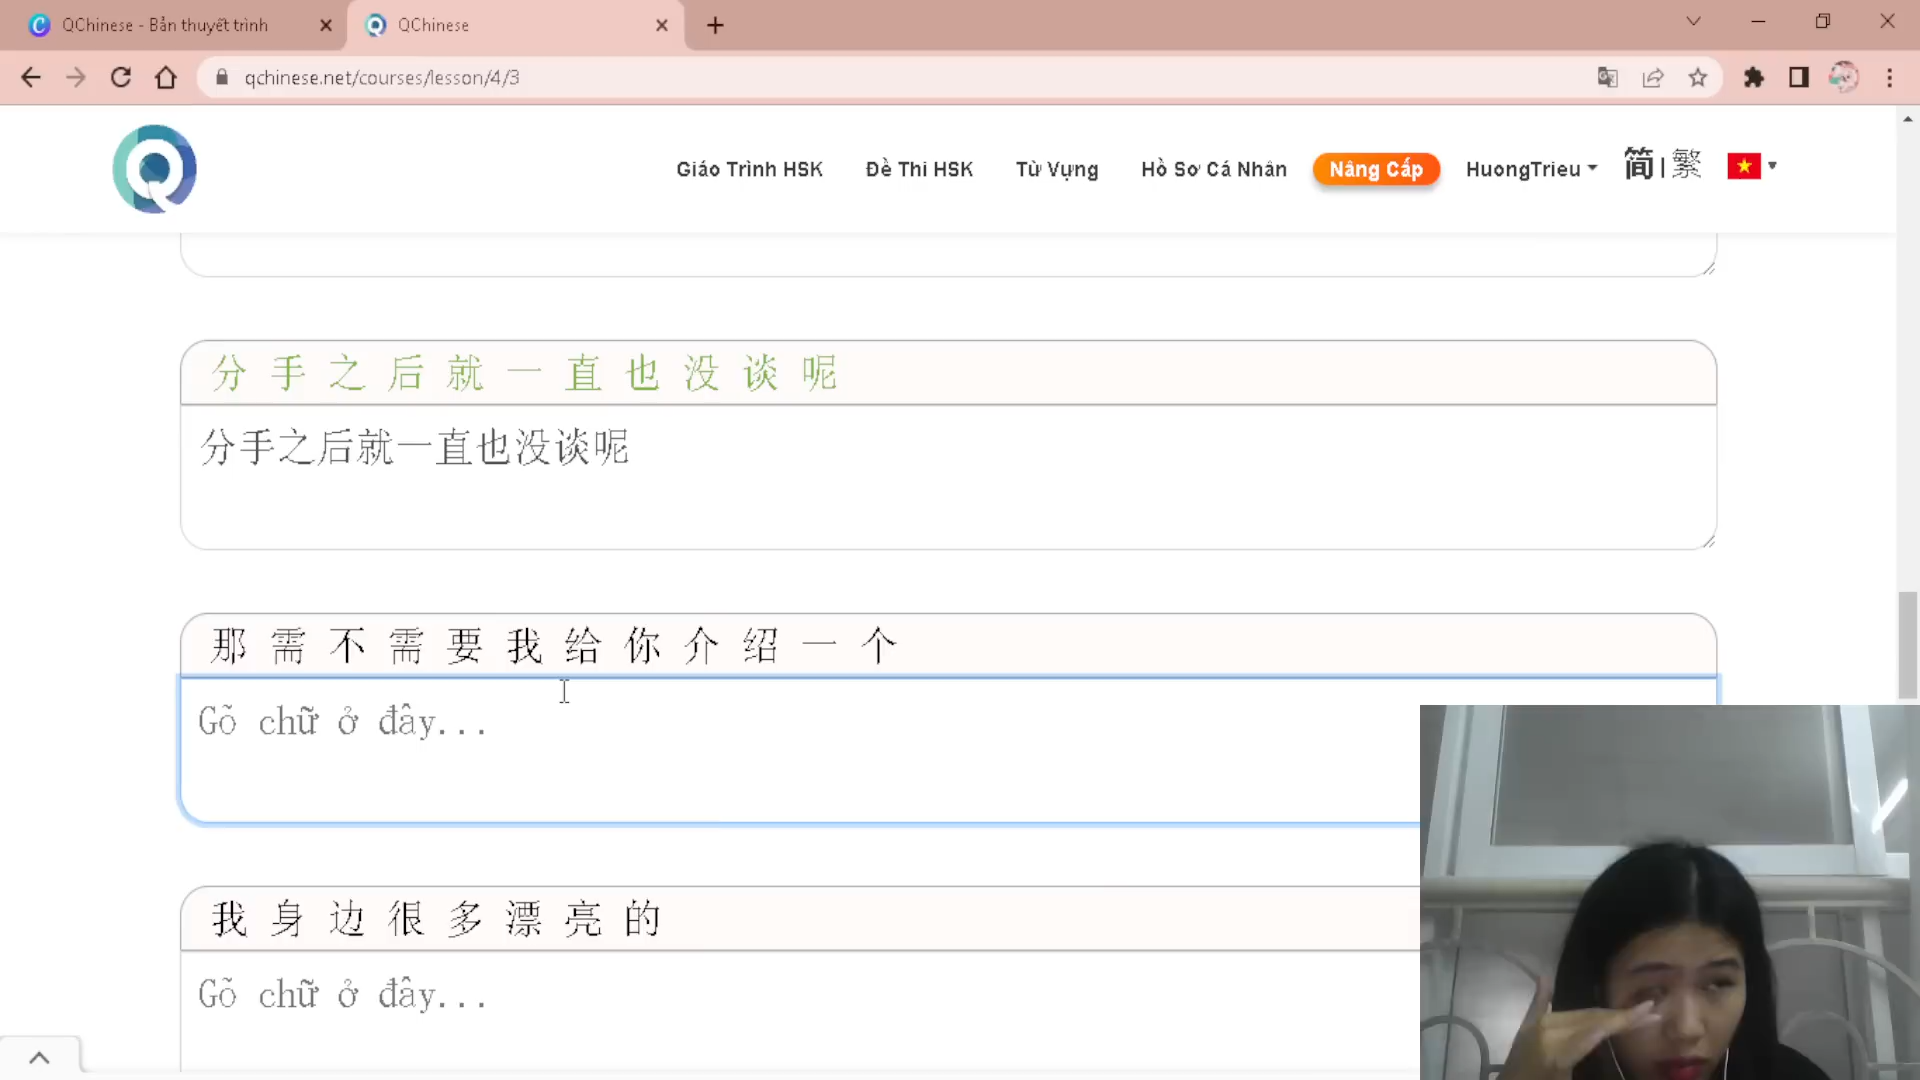 QChinese - Bản thuyết trình
QChinese
qchinese.net/courses/lesson/4/3
Giáo Trình HSK
Đề Thi HSK
Từ Vựng
Hồ Sơ Cá Nhân
Nâng Cấp
HuongTrieu
简 | 繁
分手之后就一直也没谈呢
分手之后就一直也没谈呢
那需不需要我给你介绍一个
Gõ chữ ở đây...
我身边很多漂亮的
Gõ chữ ở đây...